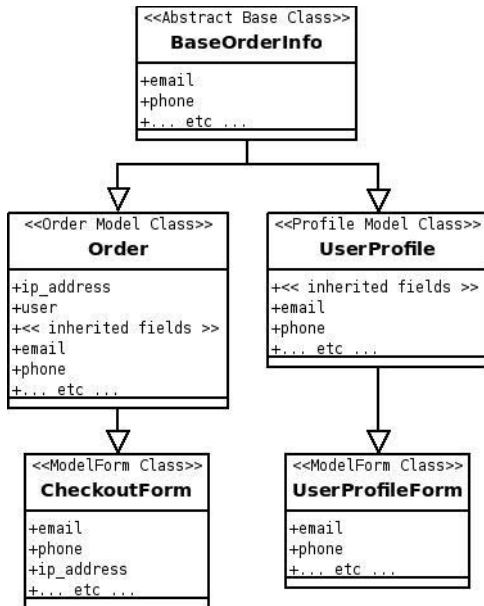 <<Abstract Base Class>>
BaseOrderInfo
+email
+phone
+... etc ...
<<Order Model Class>>
Order
+ip_address
+user
+<< inherited fields >>
+email
+phone
+... etc ...
<<Profile Model Class>>
UserProfile
+<< inherited fields >>
+email
+phone
+... etc ...
<<ModelForm Class>>
CheckoutForm
+email
+phone
+ip_address
+... etc ...
<<ModelForm Class>>
UserProfileForm
+email
+phone
+... etc ...